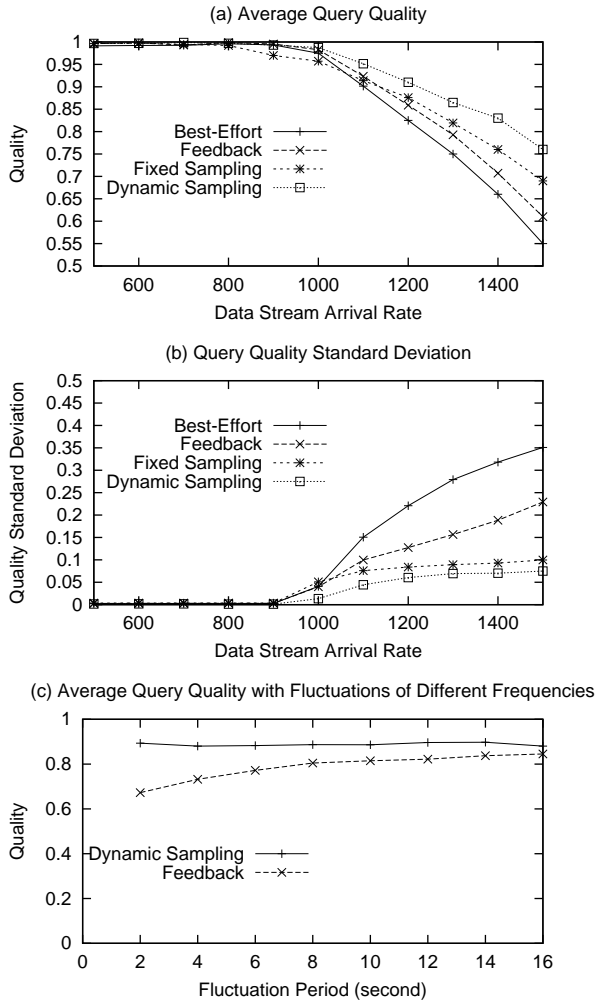 (a) Average Query Quality
1
0.95
0.9
0.85
0.8
0.75
0.7
0.65
0.6
0.55
0.5
Quality
Best-Effort
Feedback
Fixed Sampling
Dynamic Sampling
600 800 1000 1200 1400
Data Stream Arrival Rate
(b) Query Quality Standard Deviation
0.5
0.45
0.4
0.35
0.3
0.25
0.2
0.15
0.1
0.05
0
Quality Standard Deviation
Best-Effort
Feedback
Fixed Sampling
Dynamic Sampling
600 800 1000 1200 1400
Data Stream Arrival Rate
(c) Average Query Quality with Fluctuations of Different Frequencies
1
0.8
0.6
0.4
0.2
0
Quality
Dynamic Sampling
Feedback
0 2 4 6 8 10 12 14 16
Fluctuation Period (second)